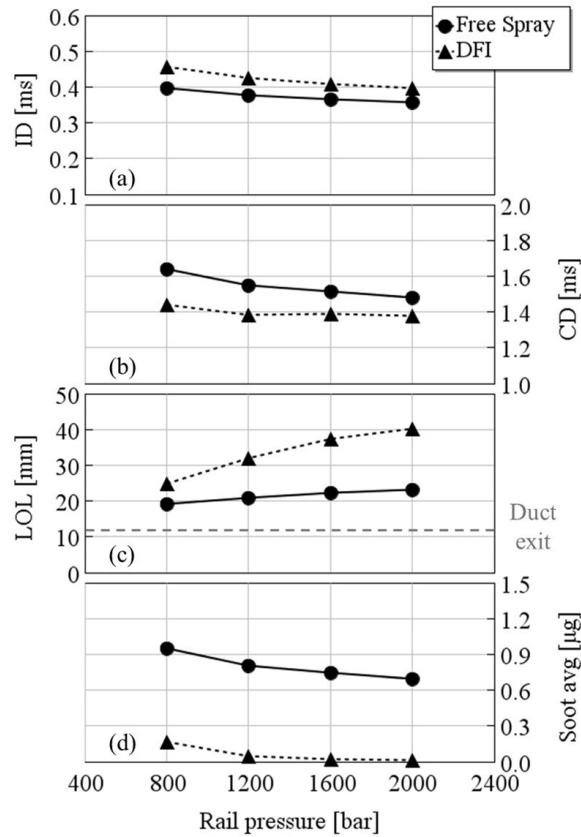 Free Spray
DFI
ID [ms]
0.6
0.5
0.4
0.3
0.2
0.1
(a)
CD [ms]
2.0
1.8
1.6
1.4
1.2
1.0
(b)
LOL [mm]
50
40
30
20
10
0
(c)
Duct
exit
Soot avg [µg]
1.5
1.2
0.9
0.6
0.3
0.0
(d)
400 800 1200 1600 2000 2400
Rail pressure [bar]